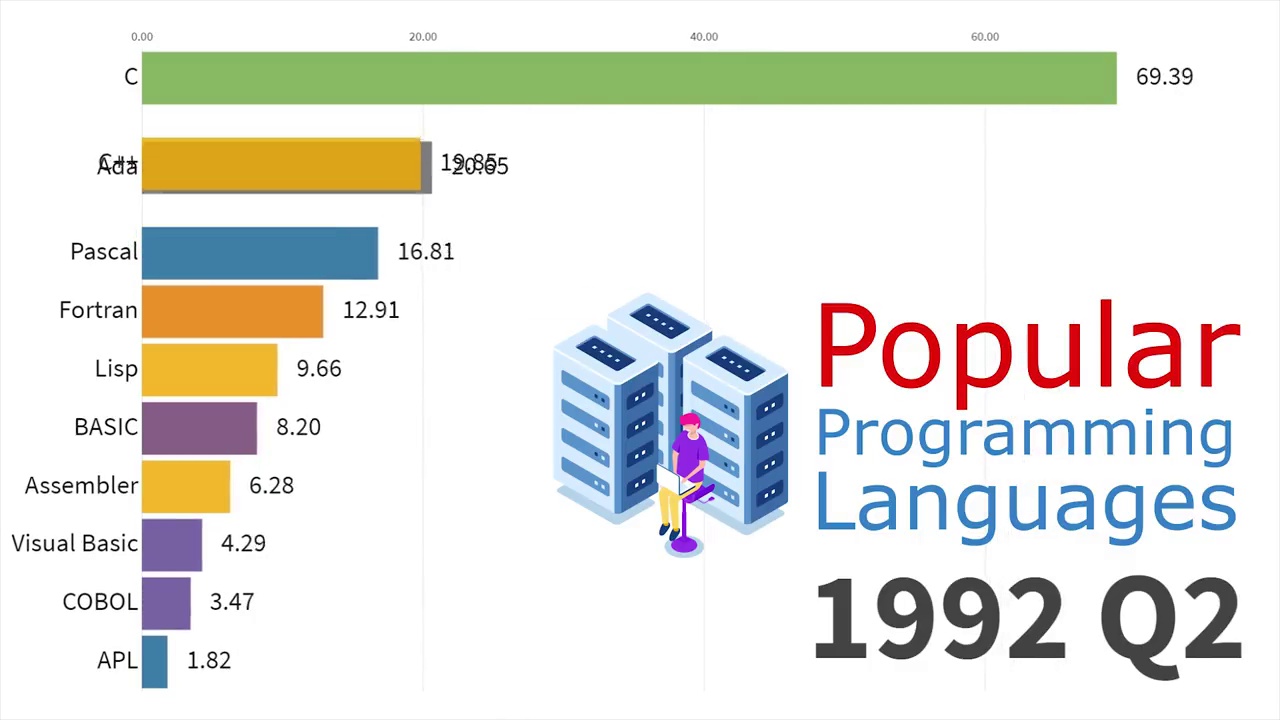 0.00 20.00 40.00 60.00
C 69.39
C++ 19.85
Ada 20.65
Pascal 16.81
Fortran 12.91
Lisp 9.66
BASIC 8.20
Assembler 6.28
Visual Basic 4.29
COBOL 3.47
APL 1.82
Popular
Programming
Languages
1992 Q2